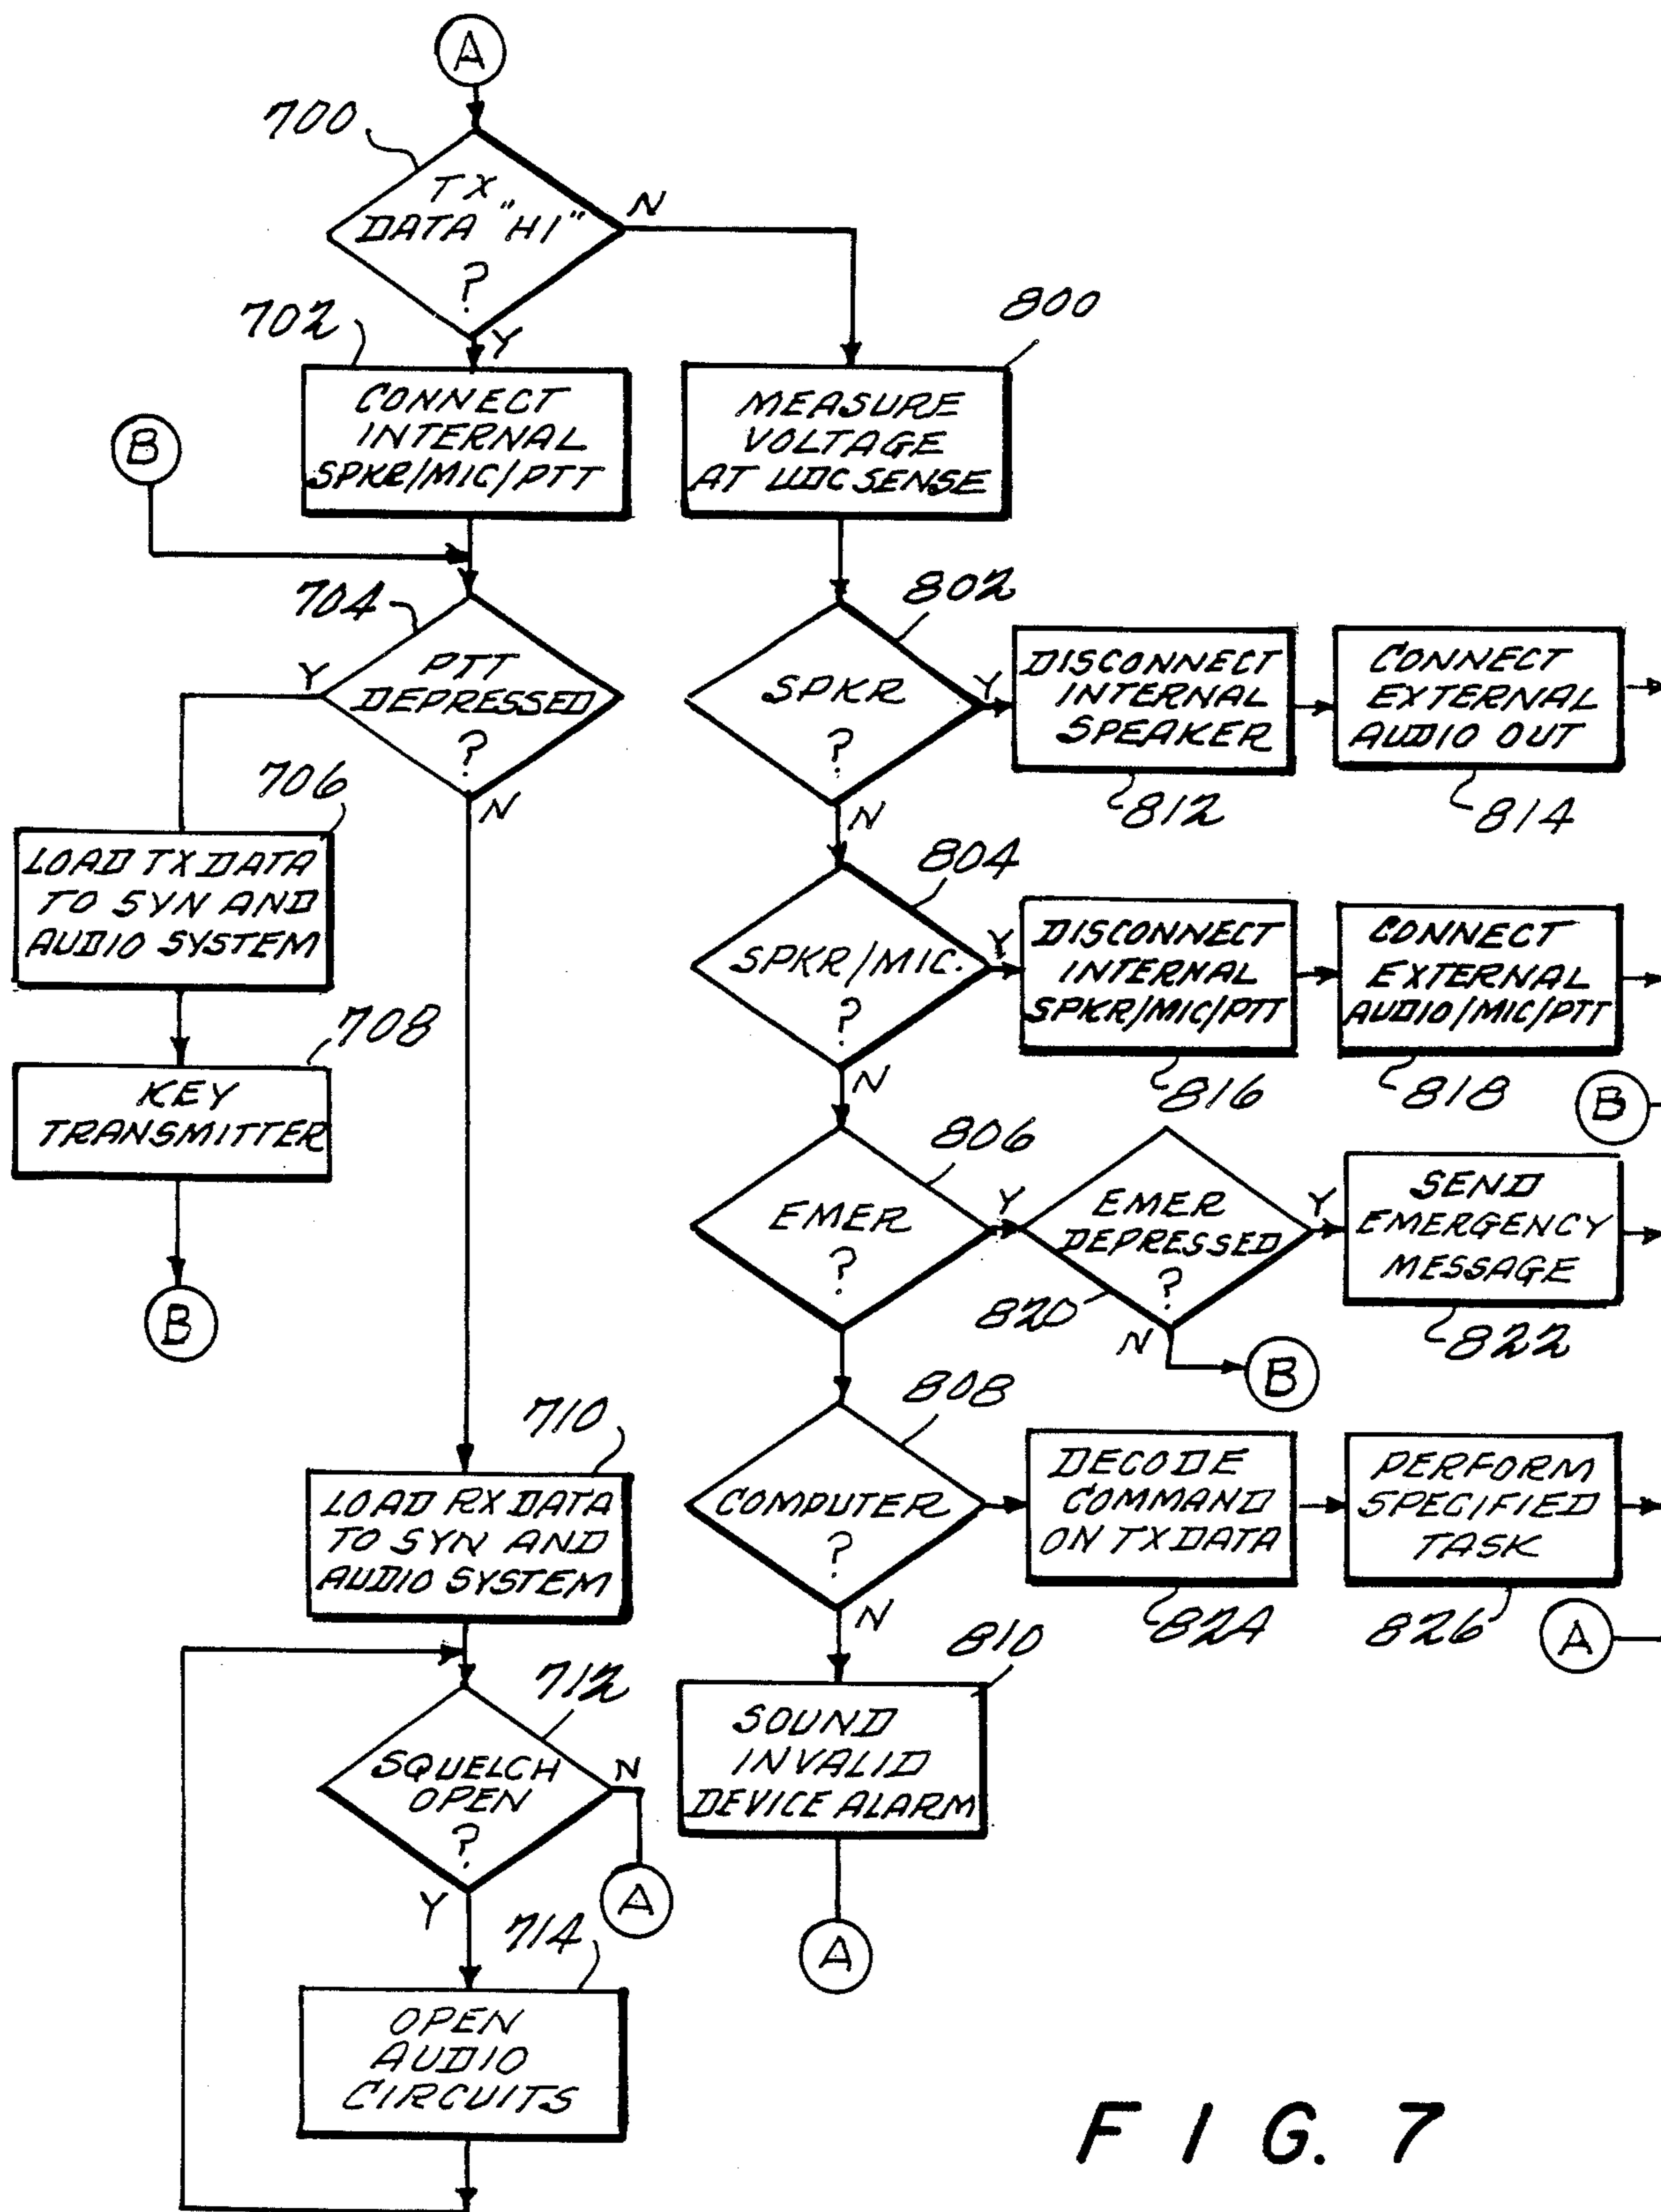 A
700
TX
DATA "HI"
?
N
Y
702
CONNECT
INTERNAL
SPKR/MIC/PTT
B
704
PTT
DEPRESSED
?
Y
N
706
LOAD TX DATA
TO SYN AND
AUDIO SYSTEM
708
KEY
TRANSMITTER
B
710
LOAD RX DATA
TO SYN AND
AUDIO SYSTEM
712
SQUELCH
OPEN
?
N
A
Y
714
OPEN
AUDIO
CIRCUITS
800
MEASURE
VOLTAGE
AT UDC SENSE
802
SPKR
?
Y
N
DISCONNECT
INTERNAL
SPEAKER
812
CONNECT
EXTERNAL
AUDIO OUT
814
804
SPKR/MIC.
?
Y
N
DISCONNECT
INTERNAL
SPKR/MIC/PTT
816
CONNECT
EXTERNAL
AUDIO/MIC/PTT
818
B
806
EMER
?
Y
EMER
DEPRESSED
?
820
Y
N
B
SEND
EMERGENCY
MESSAGE
822
808
COMPUTER
?
N
DECODE
COMMAND
ON TX DATA
824
PERFORM
SPECIFIED
TASK
826
A
810
SOUND
INVALID
DEVICE ALARM
A
FIG. 7